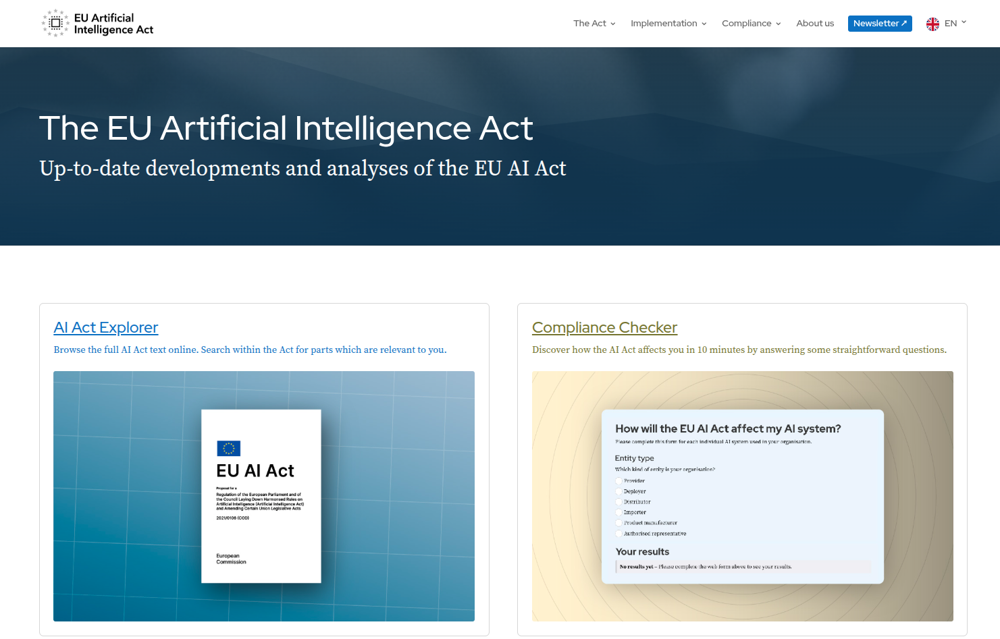 EU Artificial
Intelligence Act
The Act
Implementation
Compliance
About us
Newsletter ↗
EN
The EU Artificial Intelligence Act
Up-to-date developments and analyses of the EU AI Act
AI Act Explorer
Browse the full AI Act text online. Search within the Act for parts which are relevant to you.
EU AI Act
Proposal for a
Regulation of the European Parliament and of
the Council Laying Down Harmonised Rules on
Artificial Intelligence (Artificial Intelligence Act)
and Amending Certain Union Legislative Acts
2021/0106 (COD)
European
Commission
Compliance Checker
Discover how the AI Act affects you in 10 minutes by answering some straightforward questions.
How will the EU AI Act affect my AI system?
Please complete this form for each individual AI system used in your organisation.
Entity type
Which kind of entity is your organisation?
Provider
Deployer
Distributor
Importer
Product manufacturer
Authorised representative
Your results
No results yet – Please complete the web form above to see your results.